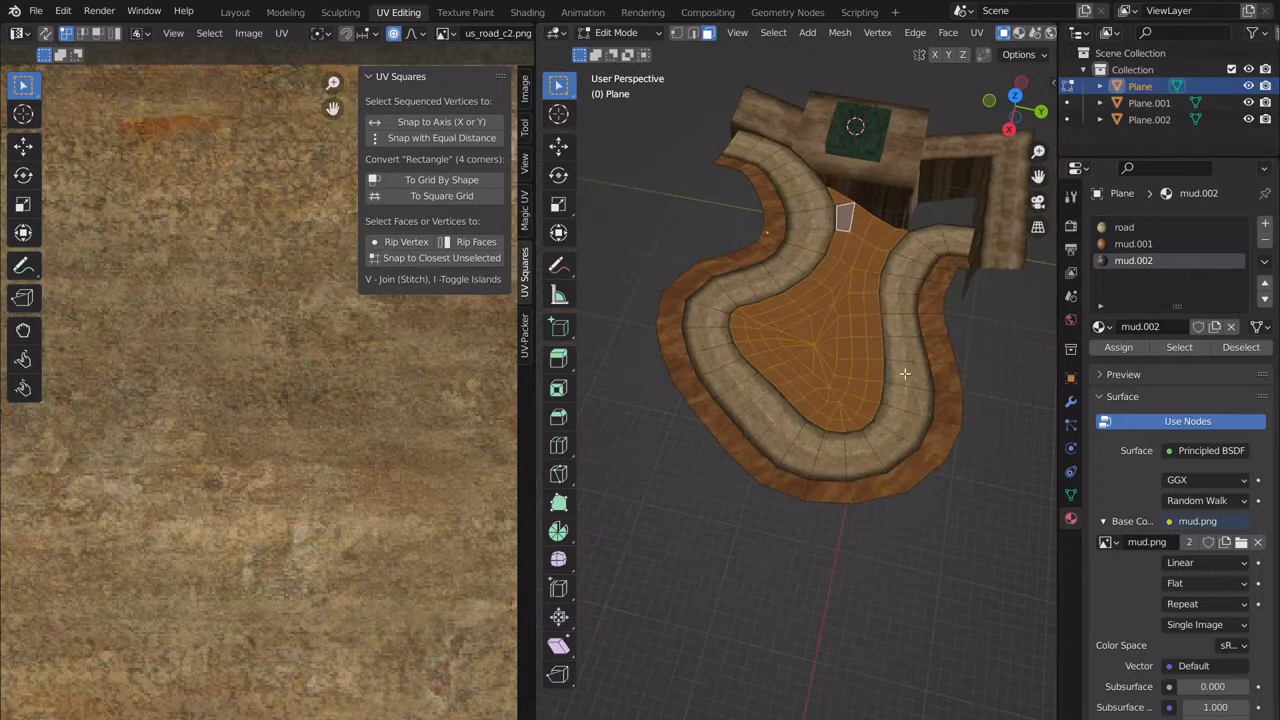 File Edit Render Window Help Layout Modeling Sculpting UV Editing Texture Paint Shading Animation Rendering Compositing Geometry Nodes Scripting + Scene ViewLayer
View Select Image UV us_road_c2.png Edit Mode View Select Add Mesh Vertex Edge Face UV
X Y Z Options
Scene Collection
Collection
Plane
Plane.001
Plane.002
UV Squares
Select Sequenced Vertices to:
Snap to Axis (X or Y)
Snap with Equal Distance
Convert "Rectangle" (4 corners):
To Grid By Shape
To Square Grid
Select Faces or Vertices to:
Rip Vertex Rip Faces
Snap to Closest Unselected
V - Join (Stitch), I -Toggle Islands
Image
Tool
View
Magic UV
UV Squares
UV-Packer
User Perspective
(0) Plane
Z
Y
X
Plane mud.002
road
mud.001
mud.002
mud.002
Assign Select Deselect
Preview
Surface
Use Nodes
Surface Principled BSDF
GGX
Random Walk
Base Co... mud.png
mud.png 2
Linear
Flat
Repeat
Single Image
Color Space sR...
Vector Default
Subsurface 0.000
Subsurface ... 1.000